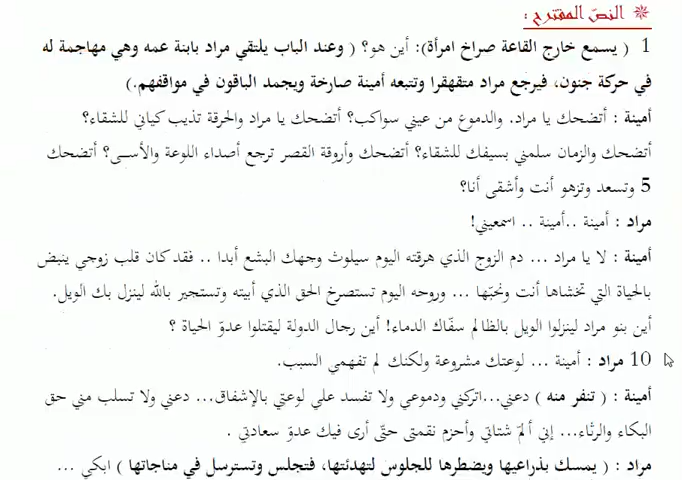 * النصّ المقترح :
1 ( يسمع خارج القاعة صراخ امرأة): أين هو؟ ( وعند الباب يلتقي مراد بابنة عمه وهي مهاجمة له
في حركة جنون، فيرجع مراد متقهقرا وتتبعه أمينة صارخة ويجمد الباقون في مواقفهم.)
أمينة : أتضحك يا مراد. والدموع من عيني سواكب؟ أتضحك يا مراد والحرقة تذيب كياني للشقاء؟
أتضحك والزمان سلمني بسيفك للشقاء؟ أتضحك وأروقة القصر ترجع أصداء اللوعة والأسى؟ أتضحك
5 وتسعد وتزهو أنت وأشقى أنا؟
مراد : أمينة ..أمينة .. اسمعيني!
أمينة : لا يا مراد ... دم الزوج الذي هرقته اليوم سيلوث وجهك البشع أبدا .. فقد كان قلب زوجي ينبض
بالحياة التي تخشاها أنت ونحبّها ... وروحه اليوم تستصرخ الحق الذي أبيته وتستجير بالله لينزل بك الويل.
أين بنو مراد لينزلوا الويل بالظالم سفّاك الدماء! أين رجال الدولة ليقتلوا عدوّ الحياة ؟
10 مراد : أمينة ... لوعتك مشروعة ولكنك لم تفهمي السبب.
أمينة : ( تنفر منه ) دعني...اتركني ودموعي ولا تفسد علي لوعتي بالإشفاق... دعني ولا تسلب مني حق
البكاء والرثاء... إني ألمّ شتاتي وأحزم نقمتي حتّى أرى فيك عدوّ سعادتي .
مراد : ( يمسك بذراعيها ويضطرها للجلوس لتهدئتها، فتجلس وتسترسل في مناجاتها ) ابكي ...